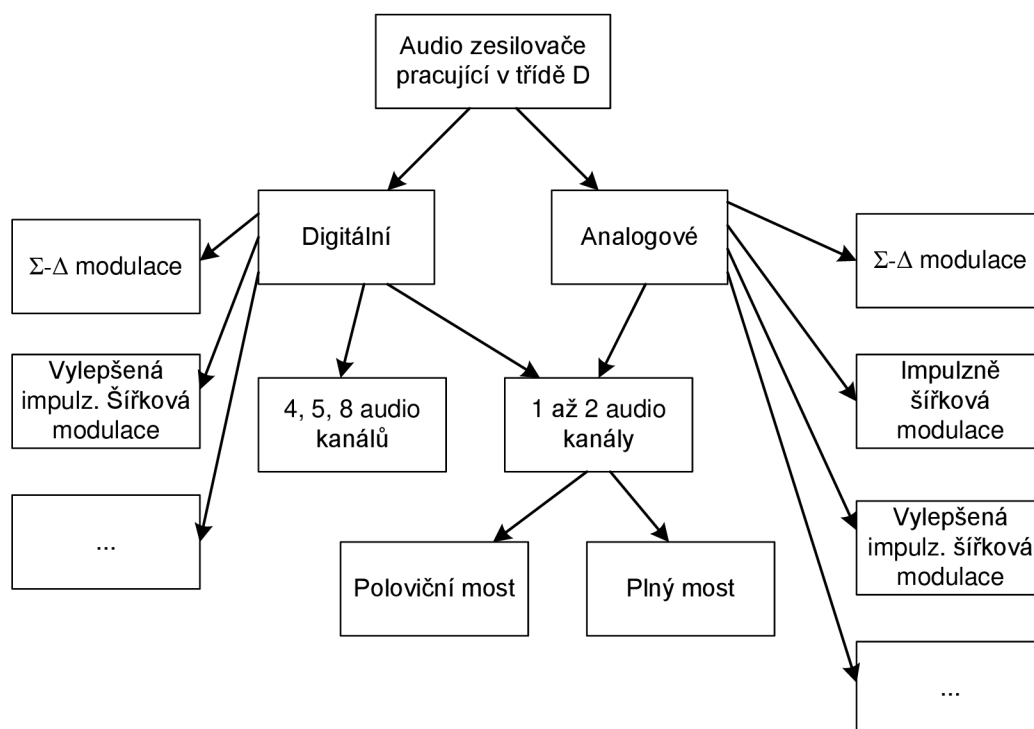 Audio zesilovače
pracující v třídě D
Digitální
Analogové
Σ-Δ modulace
Σ-Δ modulace
Vylepšená
impulz. Šířková
modulace
4, 5, 8 audio
kanálů
1 až 2 audio
kanály
Impulzně
šířková
modulace
...
Poloviční most
Plný most
Vylepšená
impulz. šířková
modulace
...